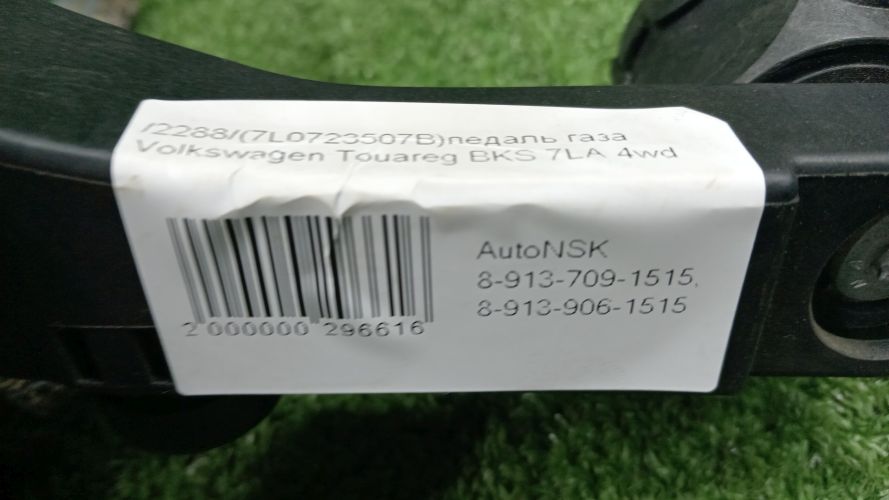 r2288/(7L0723507B)педаль газа
Volkswagen Touareg BKS 7LA 4wd
AutoNSK
8-913-709-1515,
8-913-906-1515
2 000000 296616